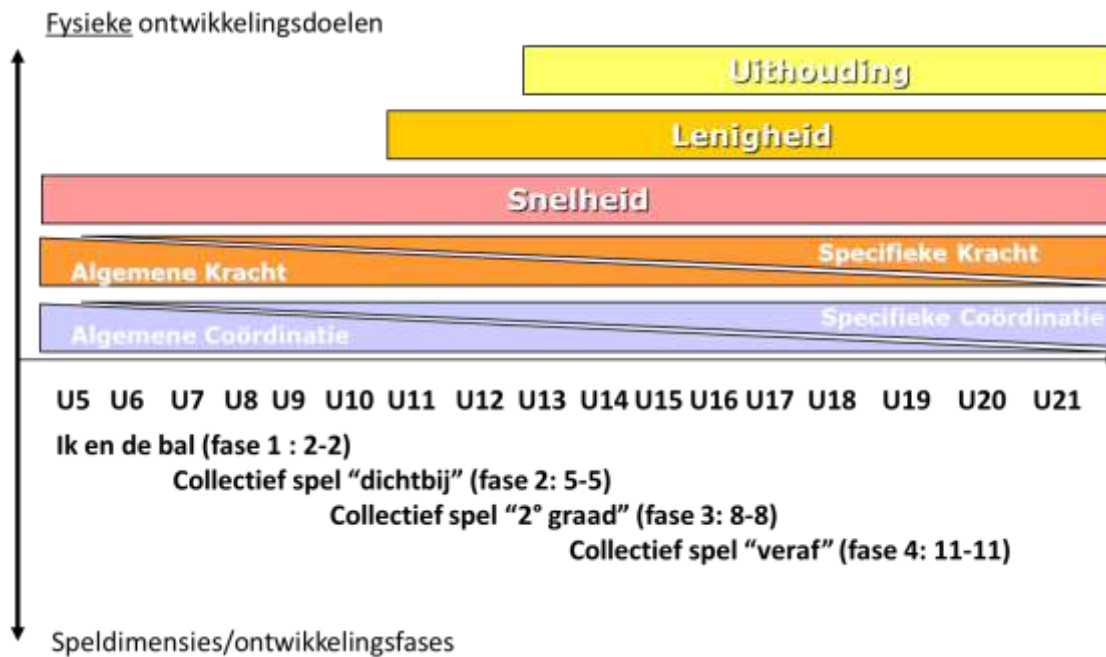 Fysieke ontwikkelingsdoelen
Uithouding
Lenigheid
Snelheid
Specifieke Kracht
Algemene Kracht
Specifieke Coördinatie
Algemene Coördinatie
U5 U6 U7 U8 U9 U10 U11 U12 U13 U14 U15 U16 U17 U18 U19 U20 U21
Ik en de bal (fase 1 : 2-2)
Collectief spel “dichtbij” (fase 2: 5-5)
Collectief spel “2° graad” (fase 3: 8-8)
Collectief spel “veraf” (fase 4: 11-11)
Speldimensies/ontwikkelingsfases